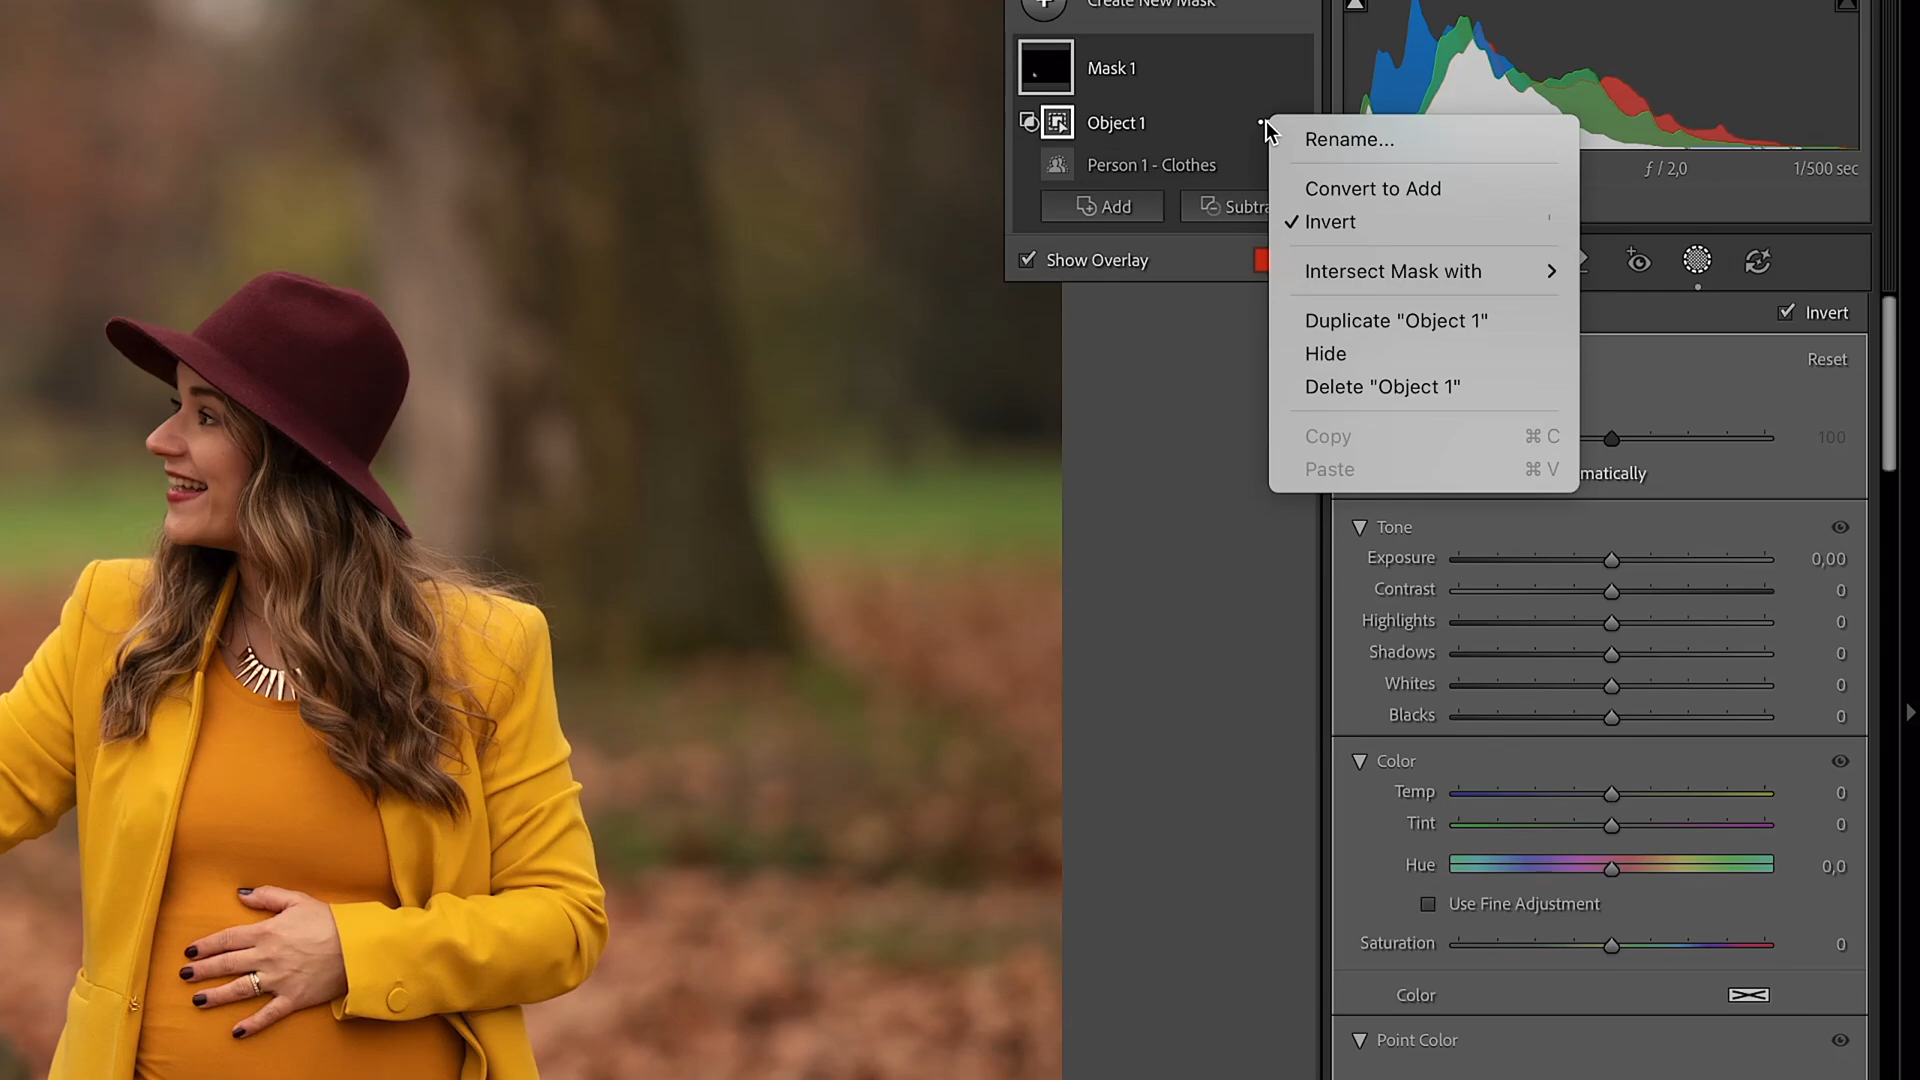 Create New Mask
Mask 1
Object 1
Person 1 - Clothes
Add
Subtra
Show Overlay
Rename...
Convert to Add
Invert
'
Intersect Mask with
Duplicate "Object 1"
Hide
Delete "Object 1"
Copy ⌘ C
Paste ⌘ V
ƒ / 2,0
1/500 sec
Invert
Reset
100
matically
Tone
Exposure 0,00
Contrast 0
Highlights 0
Shadows 0
Whites 0
Blacks 0
Color
Temp 0
Tint 0
Hue 0,0
Use Fine Adjustment
Saturation 0
Color
Point Color